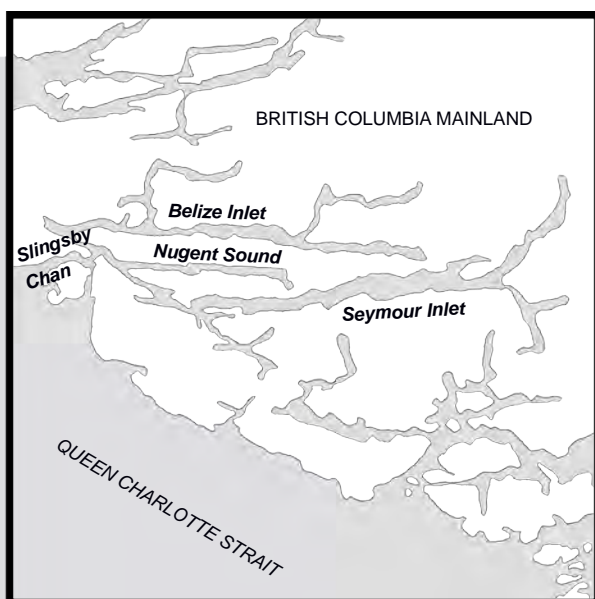 BRITISH COLUMBIA MAINLAND
Belize Inlet
Slingsby
Chan
Nugent Sound
Seymour Inlet
QUEEN CHARLOTTE STRAIT